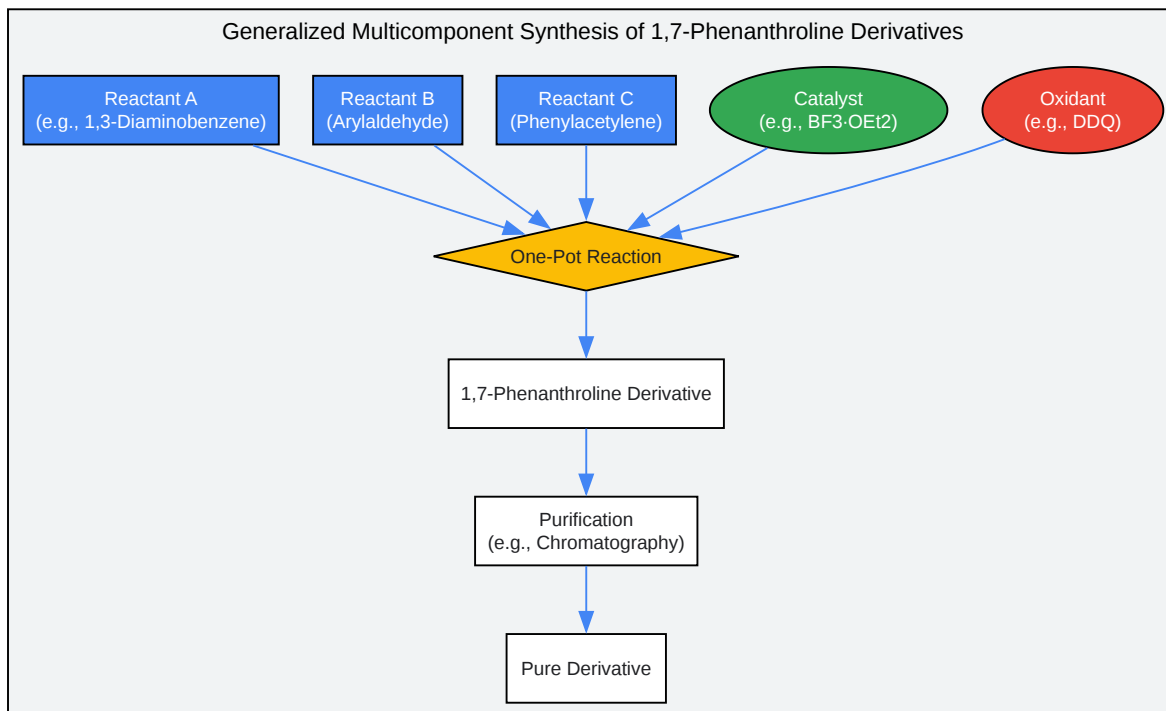 Generalized Multicomponent Synthesis of 1,7-Phenanthroline Derivatives
Reactant A
(e.g., 1,3-Diaminobenzene)
Reactant B
(Arylaldehyde)
Reactant C
(Phenylacetylene)
Catalyst
(e.g., BF3·OEt2)
Oxidant
(e.g., DDQ)
One-Pot Reaction
1,7-Phenanthroline Derivative
Purification
(e.g., Chromatography)
Pure Derivative